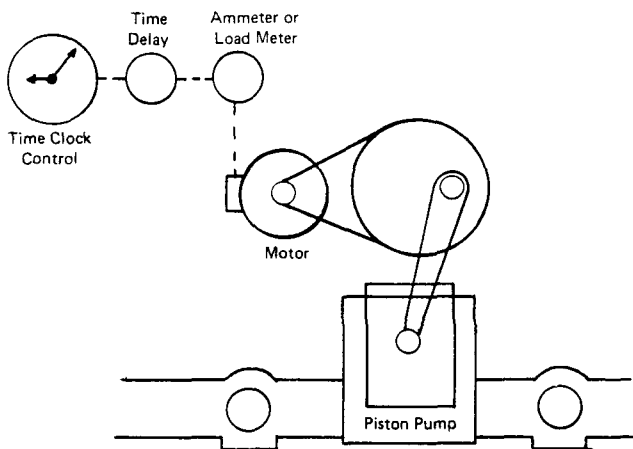 Time
Delay
Ammeter or
Load Meter
Time Clock
Control
Motor
Piston Pump